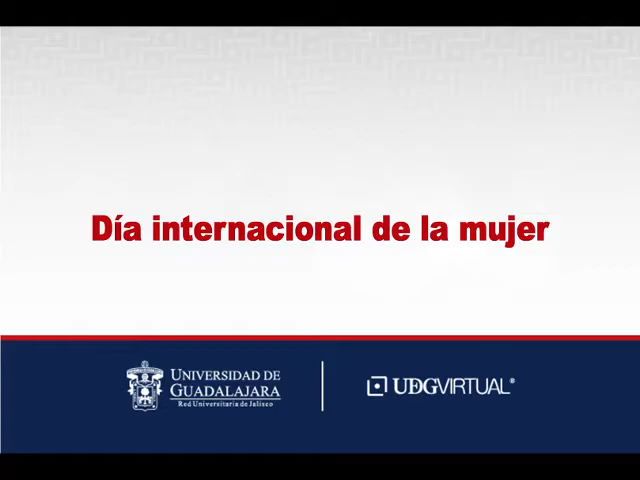 Día internacional de la mujer
UNIVERSIDAD DE
GUADALAJARA
Red Universitaria de Jalisco
UDGVIRTUAL®